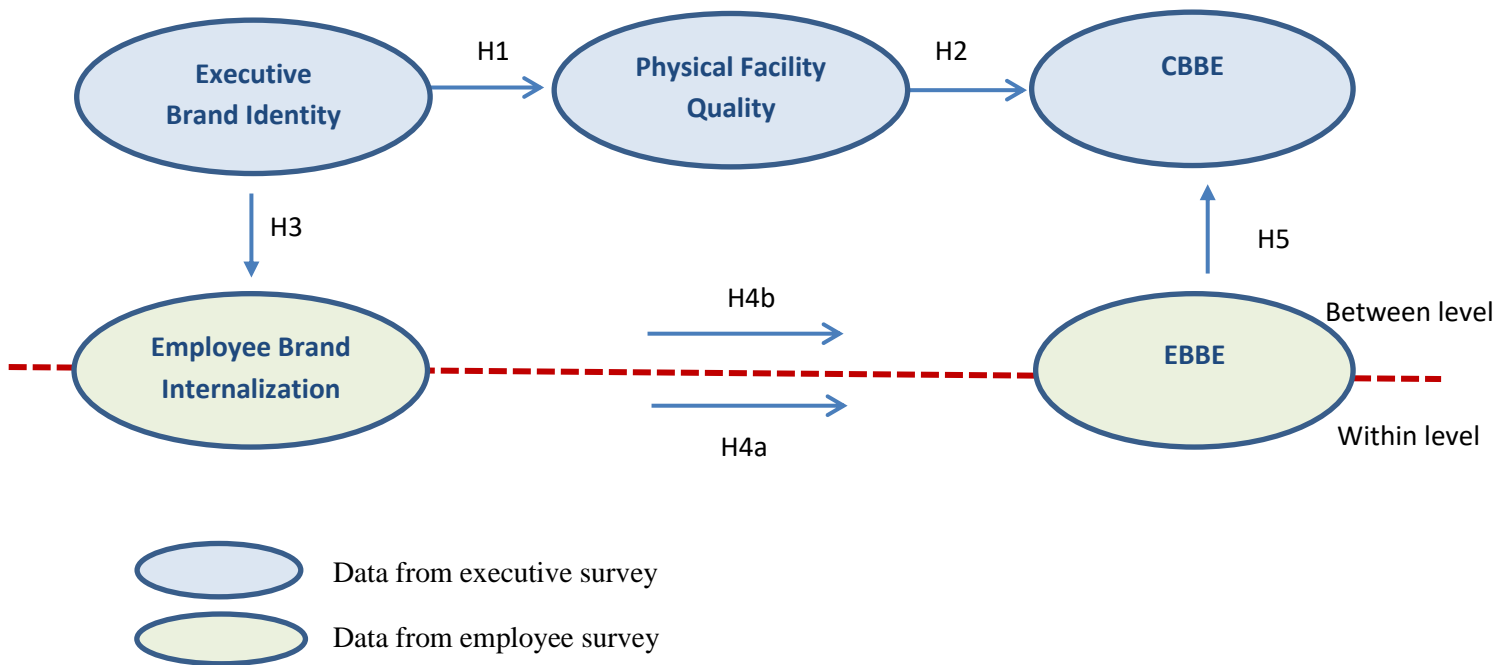 H1
H2
Executive
Brand Identity
Physical Facility
Quality
CBBE
H3
H5
H4b
Between level
Employee Brand
Internalization
EBBE
Within level
H4a
Data from executive survey
Data from employee survey